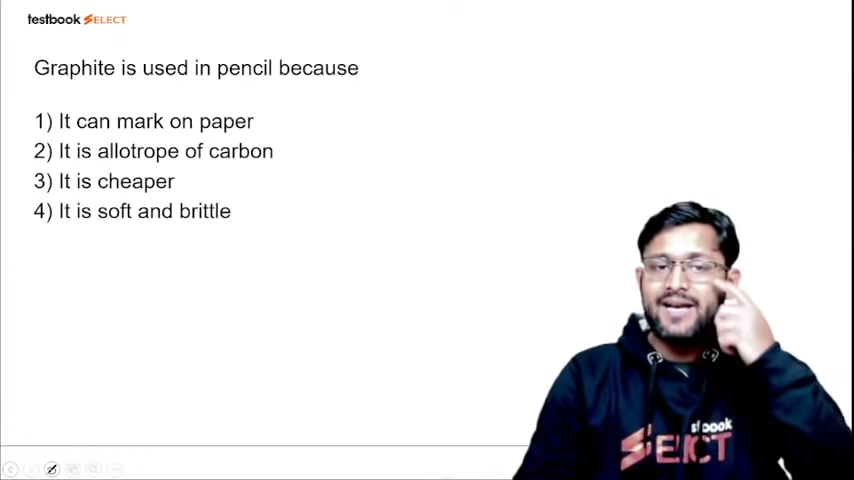 testbook SELECT
Graphite is used in pencil because
1) It can mark on paper
2) It is allotrope of carbon
3) It is cheaper
4) It is soft and brittle
SELECT